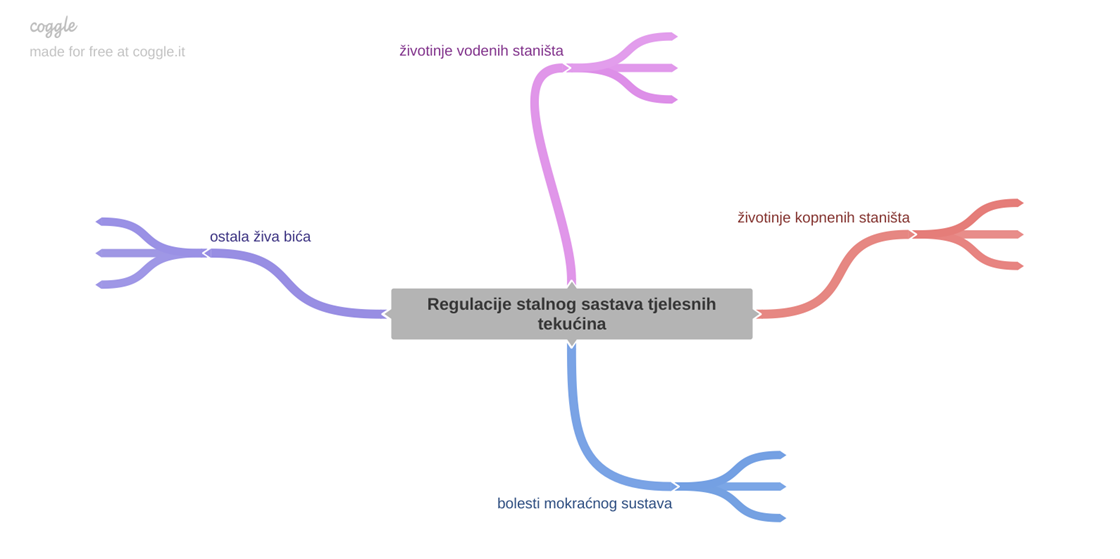 coggle
made for free at coggle.it
životinje vodenih staništa
životinje kopnenih staništa
ostala živa bića
Regulacije stalnog sastava tjelesnih
tekućina
bolesti mokraćnog sustava